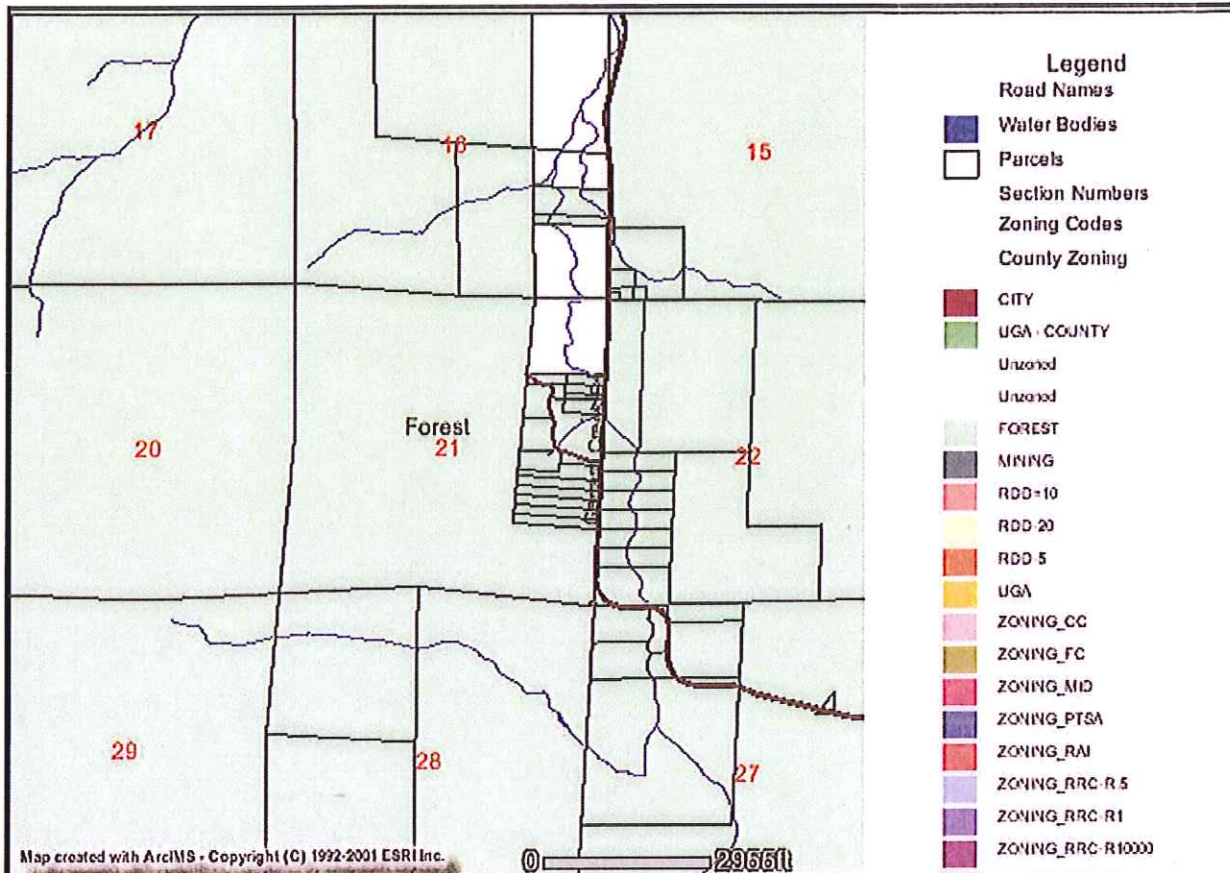 17
16
15
20
Forest
21
22
29
28
27
Map created with ArcIMS - Copyright (C) 1992-2001 ESRI Inc.
0 2966ft
Legend
Road Names
Water Bodies
Parcels
Section Numbers
Zoning Codes
County Zoning
CITY
UGA - COUNTY
Unzoned
Unzoned
FOREST
MINING
RDD-10
RDD-20
RDD-5
UGA
ZONING_CC
ZONING_FC
ZONING_MID
ZONING_PTSA
ZONING_RAI
ZONING_RRC-R.5
ZONING_RRC-R1
ZONING_RRC-R10000